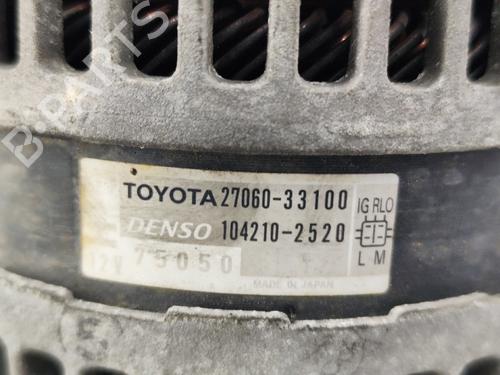 B-PARTS
TOYOTA 27060-33100
DENSO 104210-2520
IG RLO
L M
12V 75050
A
MADE IN JAPAN